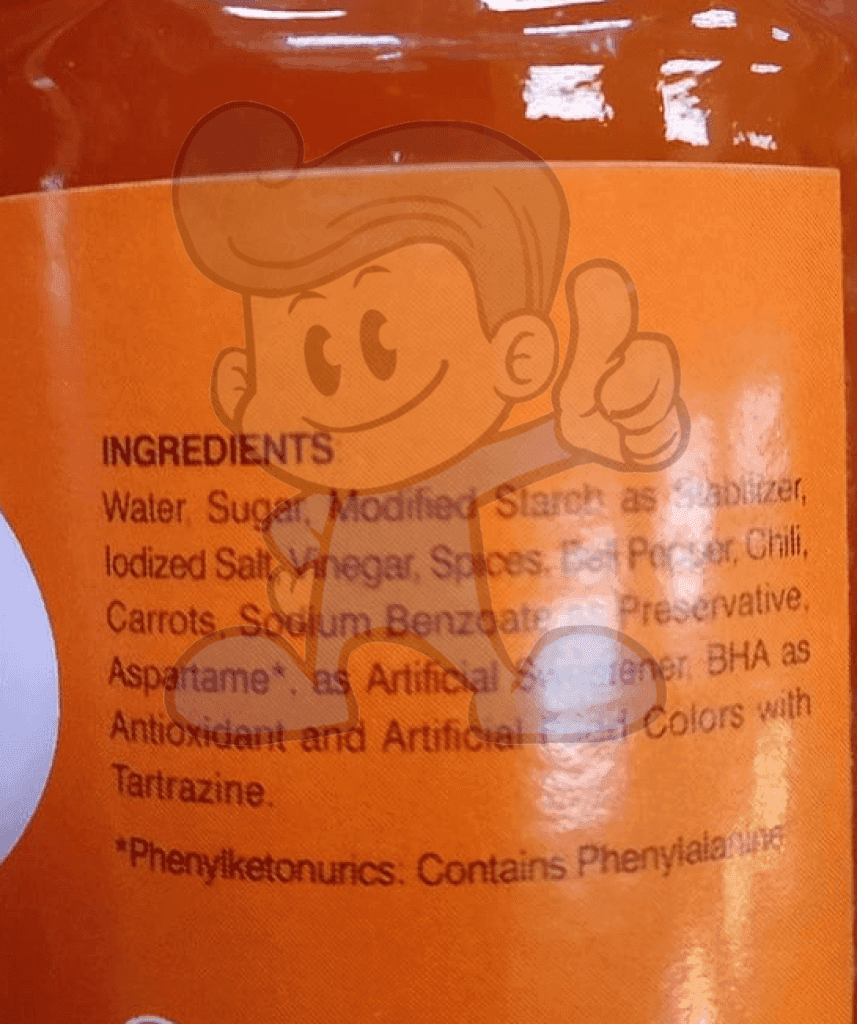 INGREDIENTS
Water, Sugar, Modified Starch as Stabilizer,
Iodized Salt, Vinegar, Spices, Bell Pepper, Chili,
Carrots, Sodium Benzoate as Preservative,
Aspartame*, as Artificial Sweetener, BHA as
Antioxidant and Artificial Food Colors with
Tartrazine.
*Phenylketonurics: Contains Phenylalanine